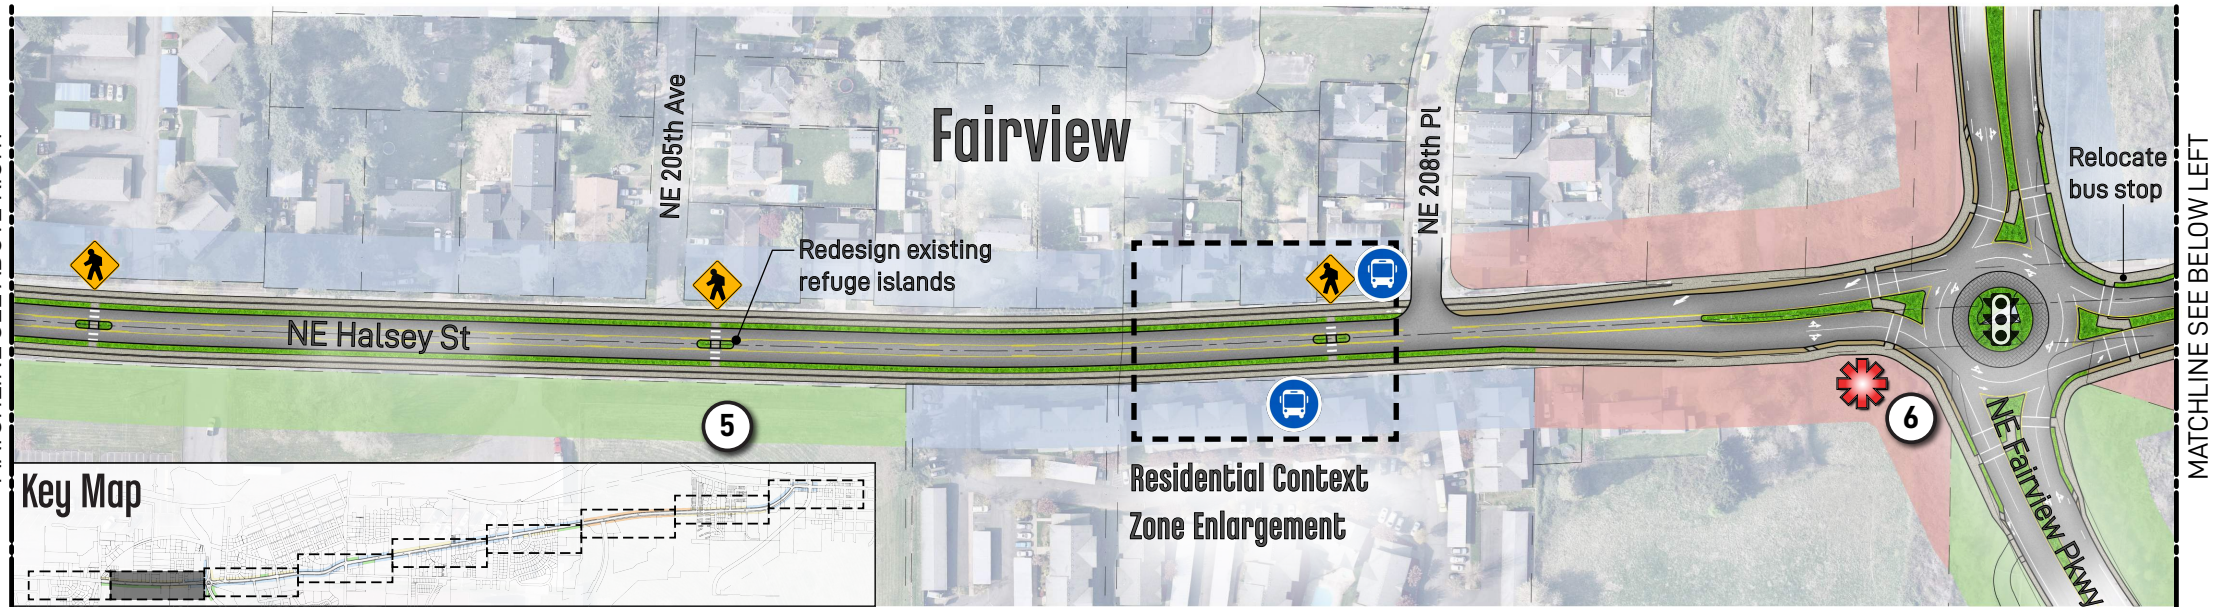 NE 205th Ave
Fairview
NE 208th Pl
Relocate
bus stop
Redesign existing
refuge islands
NE Halsey St
5
6
NE Fairview Pkwy
Residential Context
Zone Enlargement
Key Map
MATCHLINE SEE BELOW LEFT